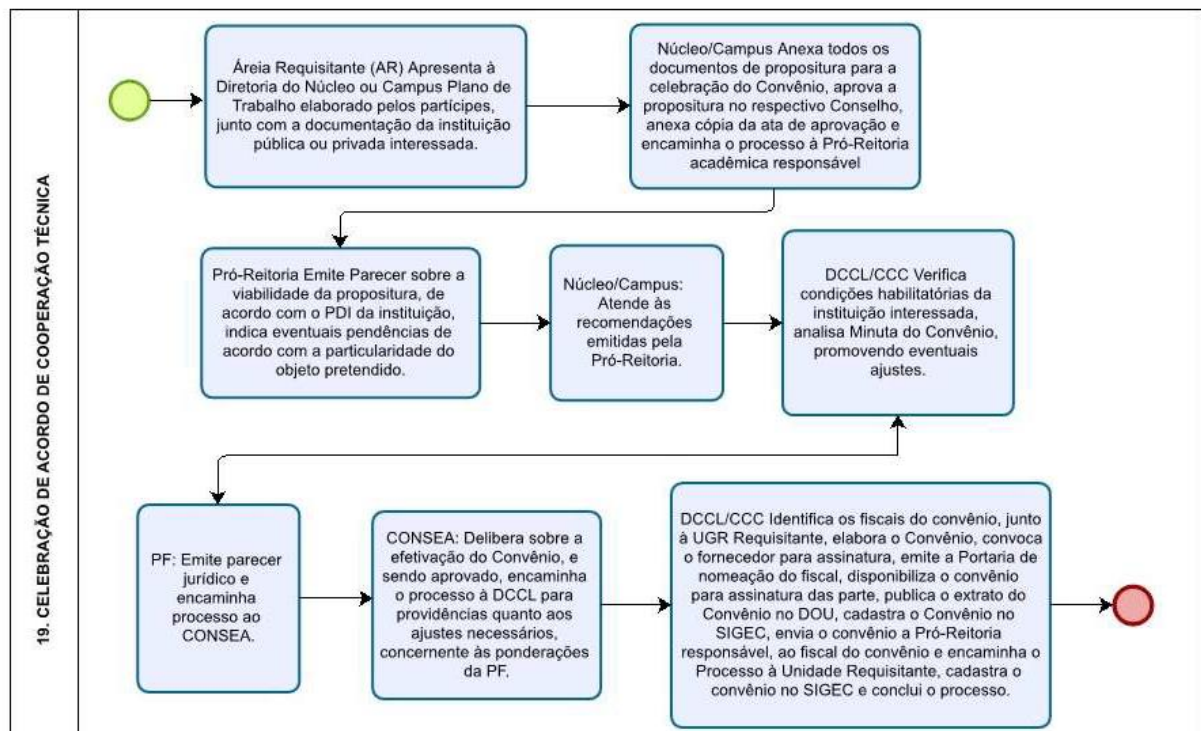 19. CELEBRAÇÃO DE ACORDO DE COOPERAÇÃO TÉCNICA
Áreia Requisitante (AR) Apresenta à
Diretoria do Núcleo ou Campus Plano de
Trabalho elaborado pelos partícipes,
junto com a documentação da instituição
pública ou privada interessada.
Núcleo/Campus Anexa todos os
documentos de propositura para a
celebração do Convênio, aprova a
propositura no respectivo Conselho,
anexa cópia da ata de aprovação e
encaminha o processo à Pró-Reitoria
acadêmica responsável
Pró-Reitoria Emite Parecer sobre a
viabilidade da propositura, de
acordo com o PDI da instituição,
indica eventuais pendências de
acordo com a particularidade do
objeto pretendido.
Núcleo/Campus:
Atende às
recomendações
emitidas pela
Pró-Reitoria.
DCCL/CCC Verifica
condições habilitatórias da
instituição interessada,
analisa Minuta do Convênio,
promovendo eventuais
ajustes.
PF: Emite parecer
jurídico e
encaminha
processo ao
CONSEA.
CONSEA: Delibera sobre a
efetivação do Convênio, e
sendo aprovado, encaminha
o processo à DCCL para
providências quanto aos
ajustes necessários,
concernente às ponderações
da PF.
DCCL/CCC Identifica os fiscais do convênio, junto
à UGR Requisitante, elabora o Convênio, convoca
o fornecedor para assinatura, emite a Portaria de
nomeação do fiscal, disponibiliza o convênio
para assinatura das parte, publica o extrato do
Convênio no DOU, cadastra o Convênio no
SIGEC, envia o convênio a Pró-Reitoria
responsável, ao fiscal do convênio e encaminha o
Processo à Unidade Requisitante, cadastra o
convênio no SIGEC e conclui o processo.